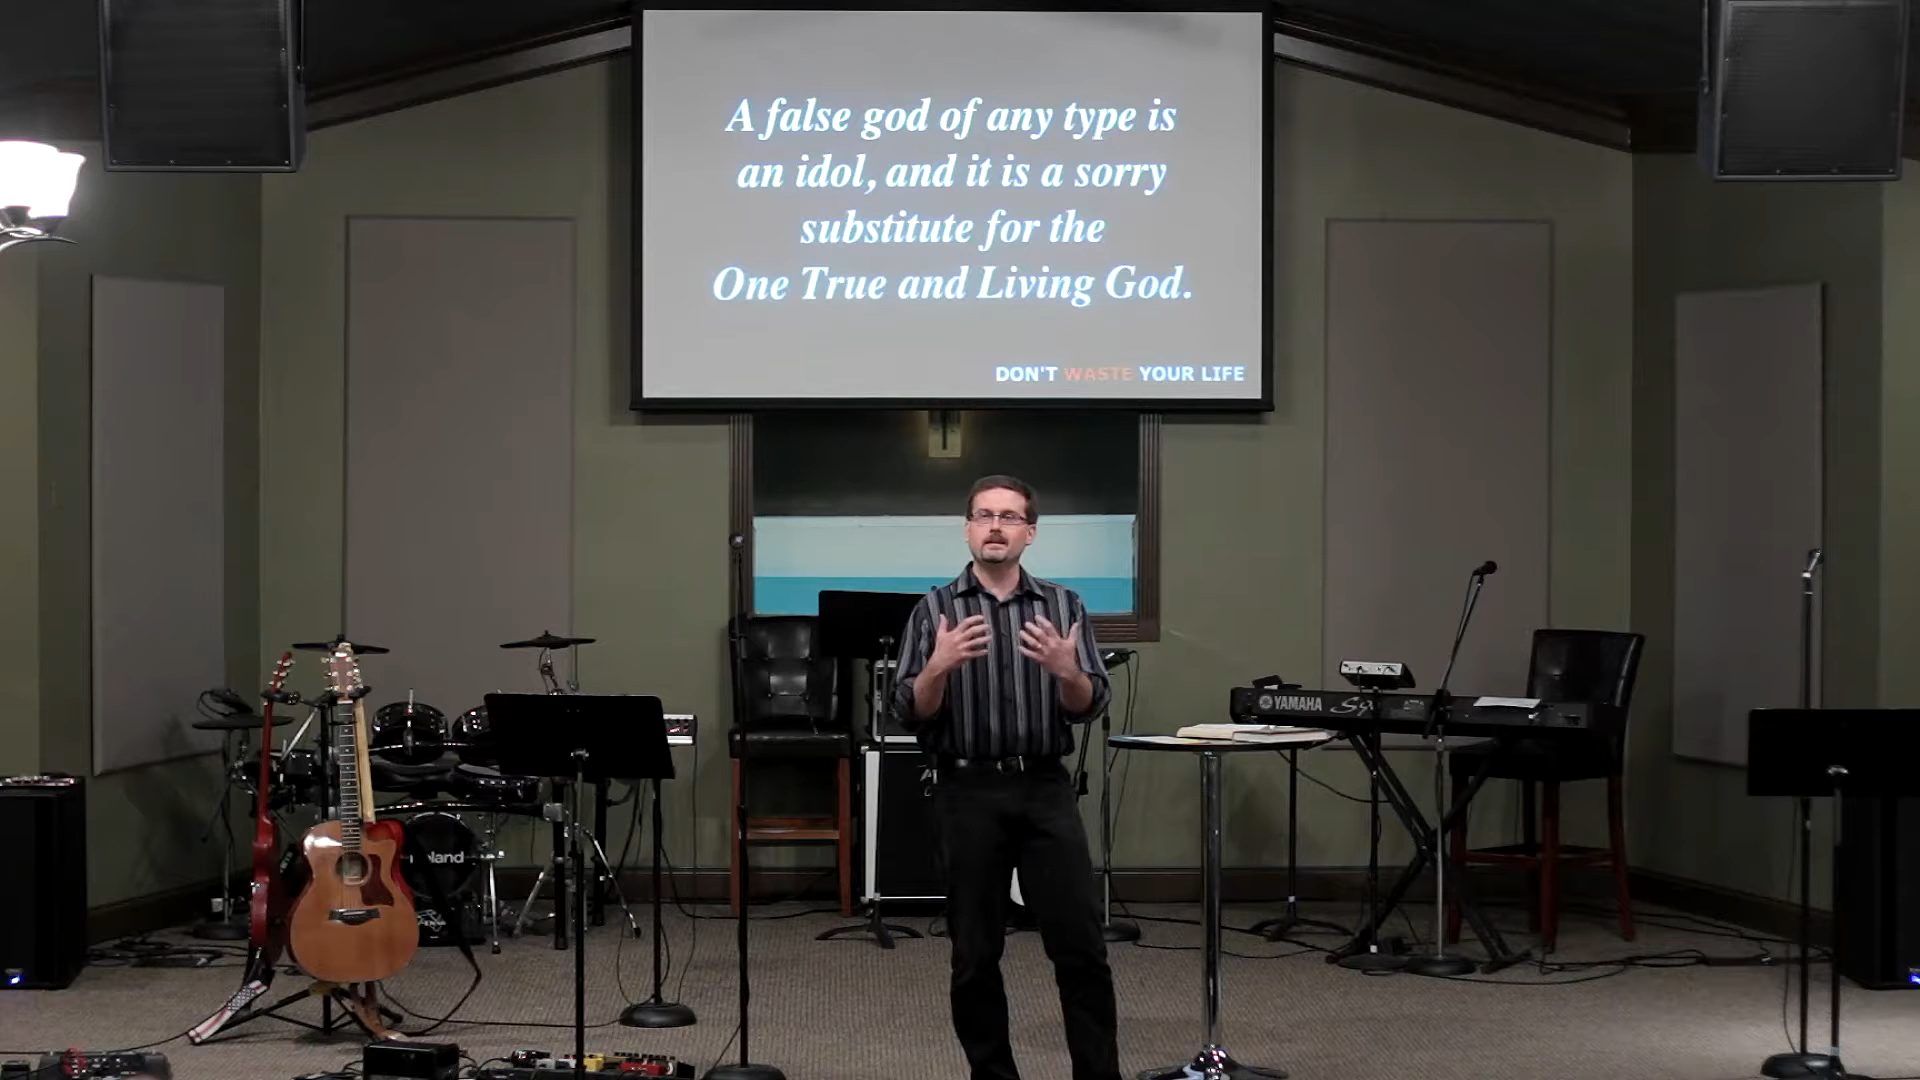 A false god of any type is
an idol, and it is a sorry
substitute for the
One True and Living God.
DON'T WASTE YOUR LIFE
YAMAHA